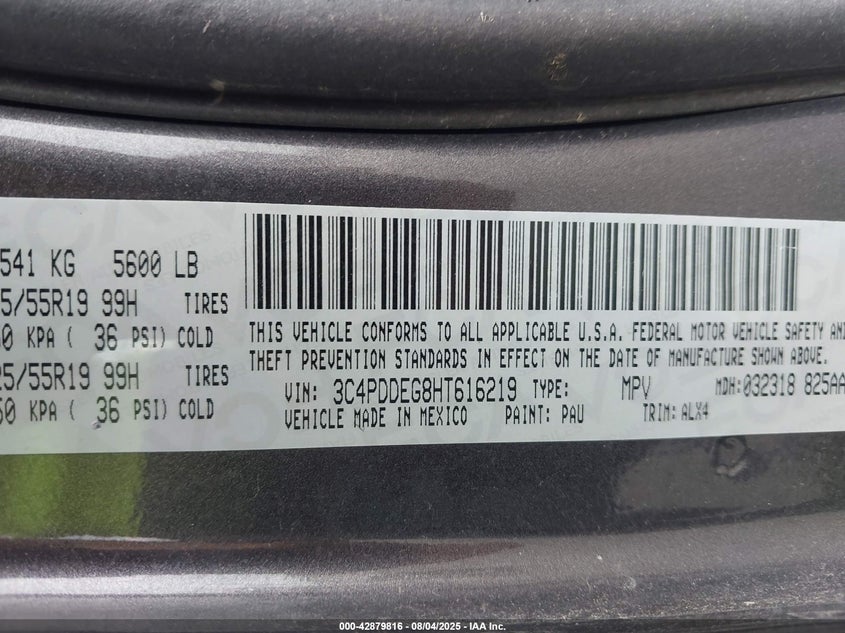 541 KG 5600 LB
5/55R19 99H TIRES
0 KPA ( 36 PSI) COLD
25/55R19 99H TIRES
50 KPA ( 36 PSI) COLD
THIS VEHICLE CONFORMS TO ALL APPLICABLE U.S.A. FEDERAL MOTOR VEHICLE SAFETY AND
THEFT PREVENTION STANDARDS IN EFFECT ON THE DATE OF MANUFACTURE SHOWN ABOVE.
VIN: 3C4PDDEG8HT616219 TYPE: MPV MDH:032318 825AA
VEHICLE MADE IN MEXICO PAINT: PAU TRIM: ALX4
000-42879816 - 08/04/2025 - IAA Inc.